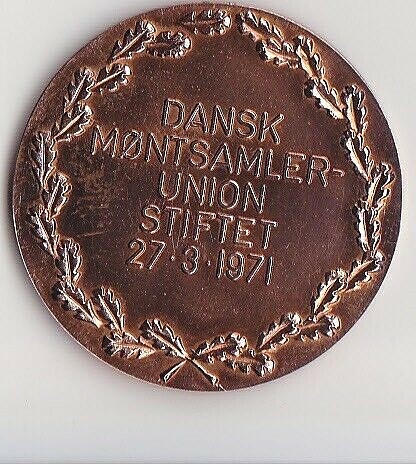 DANSK
MØNTSAMLER-
UNION
STIFTET
27·3·1971